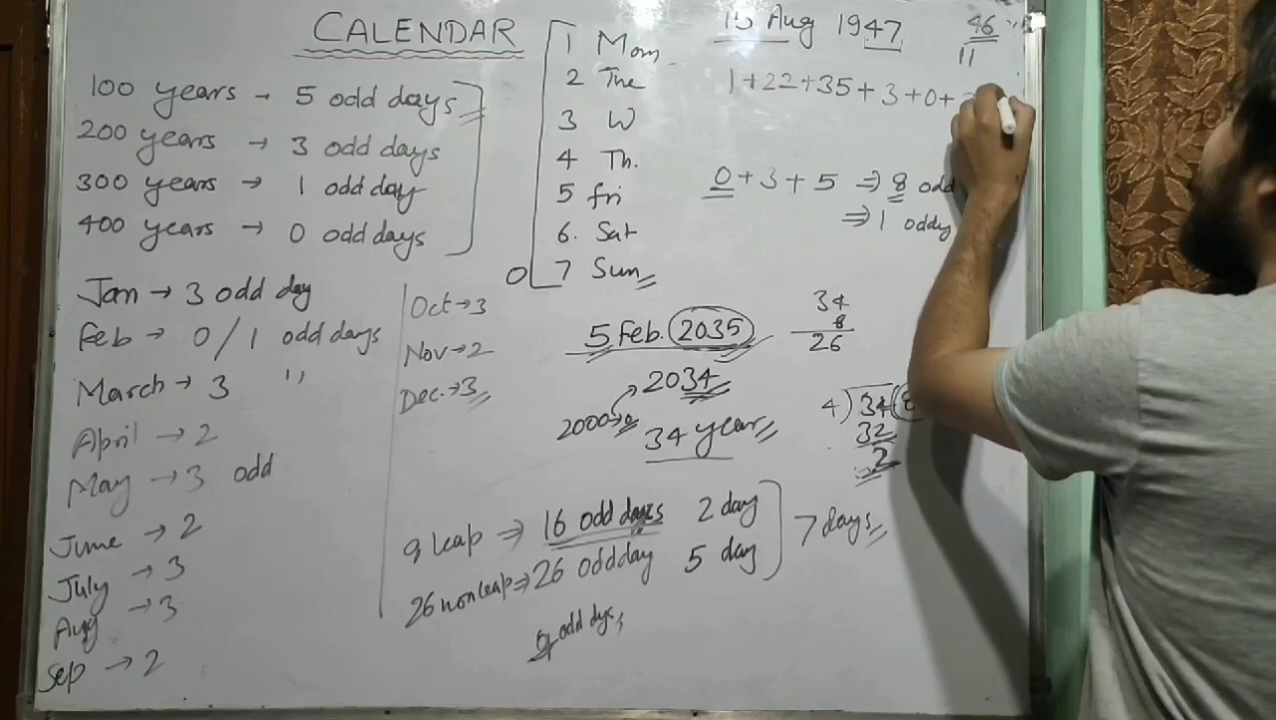 CALENDAR
100 years → 5 odd days
200 years → 3 odd days
300 years → 1 odd day
400 years → 0 odd days
Jan → 3 odd day
Feb → 0/1 odd days
March → 3 ,,
April → 2
May → 3 odd
June → 2
July → 3
Aug → 3
Sep → 2
Oct → 3
Nov → 2
Dec. → 3
1 Mon
2 Tue
3 W
4 Th.
5 fri
6. Sat
0 7 Sun
15 Aug 1947
46
11
1+22+35+3+0+
0+3+5 ⇒ 8 odd
⇒ 1 oddy
5 Feb. 2035
2034
2000
34 years
34
8
26
4)34(8
32
2
9 leap ⇒ 16 odd days 2 day
26 nonleap ⇒ 26 oddday 5 day
7 days
odd dys,